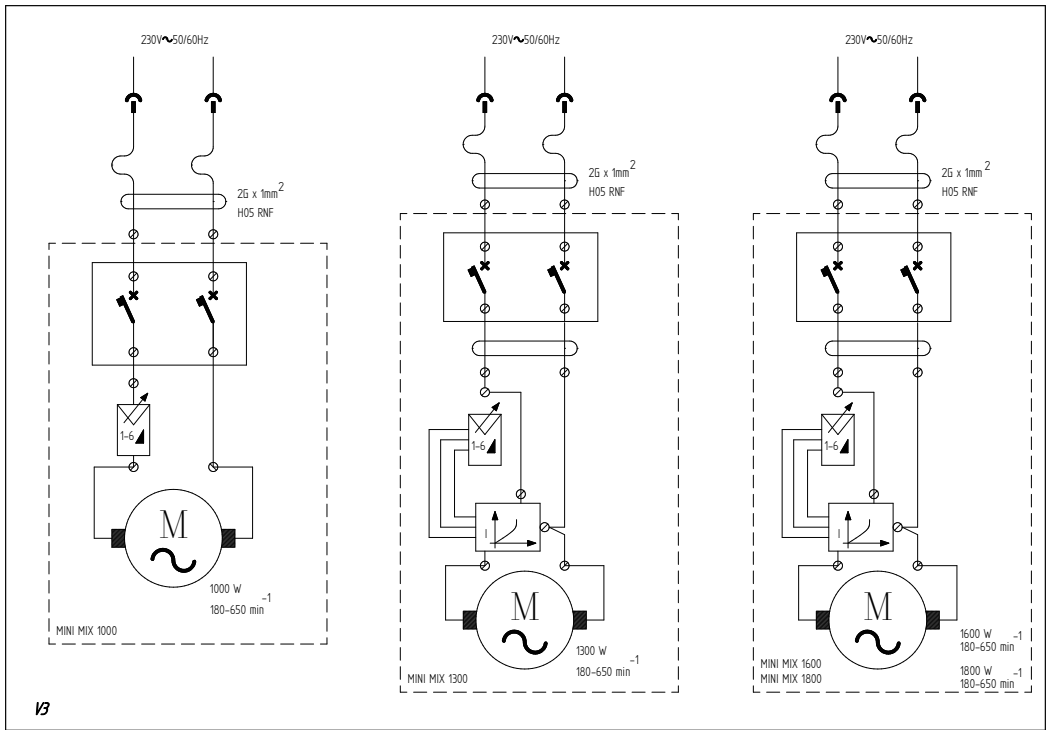 230V~50/60Hz
2G x 1mm²
H05 RNF
1-6
M
1000 W
180-650 min⁻¹
MINI MIX 1000
230V~50/60Hz
2G x 1mm²
H05 RNF
1-6
I
M
1300 W
180-650 min⁻¹
MINI MIX 1300
230V~50/60Hz
2G x 1mm²
H05 RNF
1-6
I
M
1600 W
180-650 min⁻¹
1800 W
180-650 min⁻¹
MINI MIX 1600
MINI MIX 1800
V3